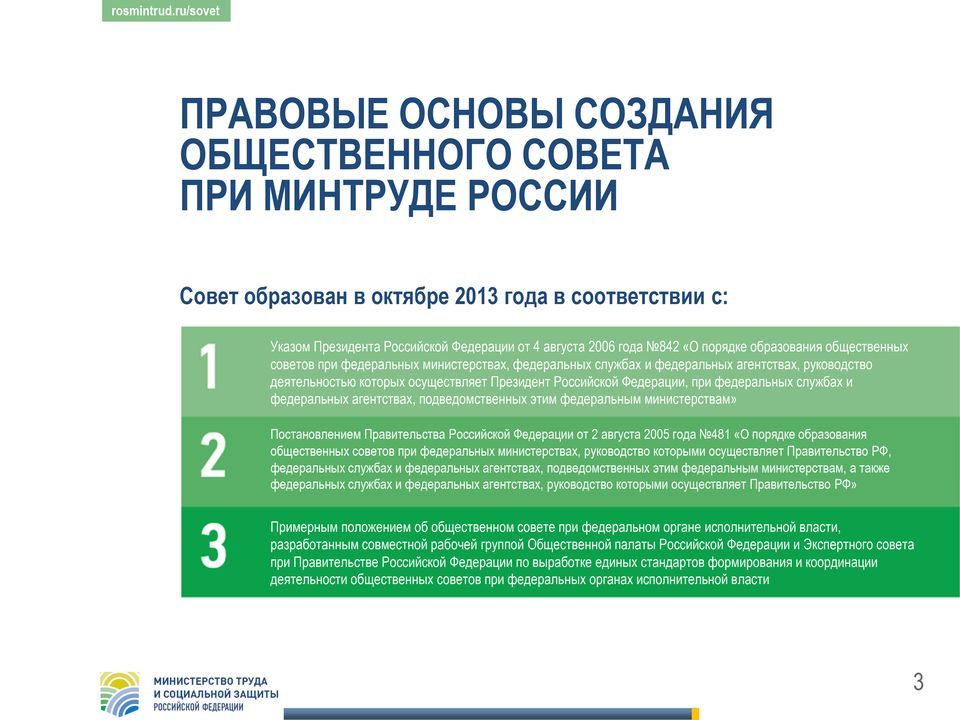 rosmintrud.ru/sovet
ПРАВОВЫЕ ОСНОВЫ СОЗДАНИЯ
ОБЩЕСТВЕННОГО СОВЕТА
ПРИ МИНТРУДЕ РОССИИ
Совет образован в октябре 2013 года в соответствии с:
1
Указом Президента Российской Федерации от 4 августа 2006 года №842 «О порядке образования общественных
советов при федеральных министерствах, федеральных службах и федеральных агентствах, руководство
деятельностью которых осуществляет Президент Российской Федерации, при федеральных службах и
федеральных агентствах, подведомственных этим федеральным министерствам»
2
Постановлением Правительства Российской Федерации от 2 августа 2005 года №481 «О порядке образования
общественных советов при федеральных министерствах, руководство которыми осуществляет Правительство РФ,
федеральных службах и федеральных агентствах, подведомственных этим федеральным министерствам, а также
федеральных службах и федеральных агентствах, руководство которыми осуществляет Правительство РФ»
3
Примерным положением об общественном совете при федеральном органе исполнительной власти,
разработанным совместной рабочей группой Общественной палаты Российской Федерации и Экспертного совета
при Правительстве Российской Федерации по выработке единых стандартов формирования и координации
деятельности общественных советов при федеральных органах исполнительной власти
МИНИСТЕРСТВО ТРУДА
И СОЦИАЛЬНОЙ ЗАЩИТЫ
РОССИЙСКОЙ ФЕДЕРАЦИИ
3